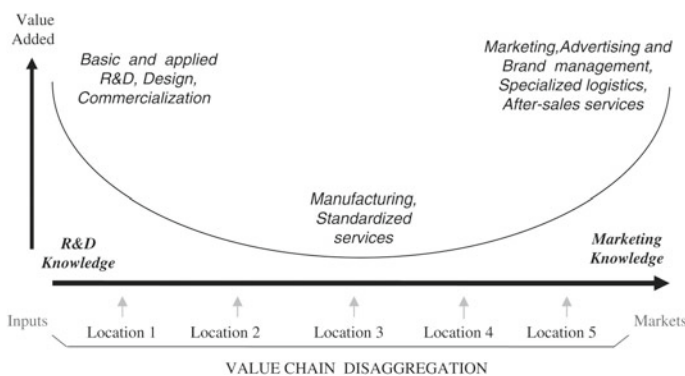 Value
Added
Basic and applied
R&D, Design,
Commercialization
Marketing,Advertising and
Brand management,
Specialized logistics,
After-sales services
Manufacturing,
Standardized
services
R&D
Knowledge
Marketing
Knowledge
Inputs
Location 1
Location 2
Location 3
Location 4
Location 5
Markets
VALUE CHAIN DISAGGREGATION